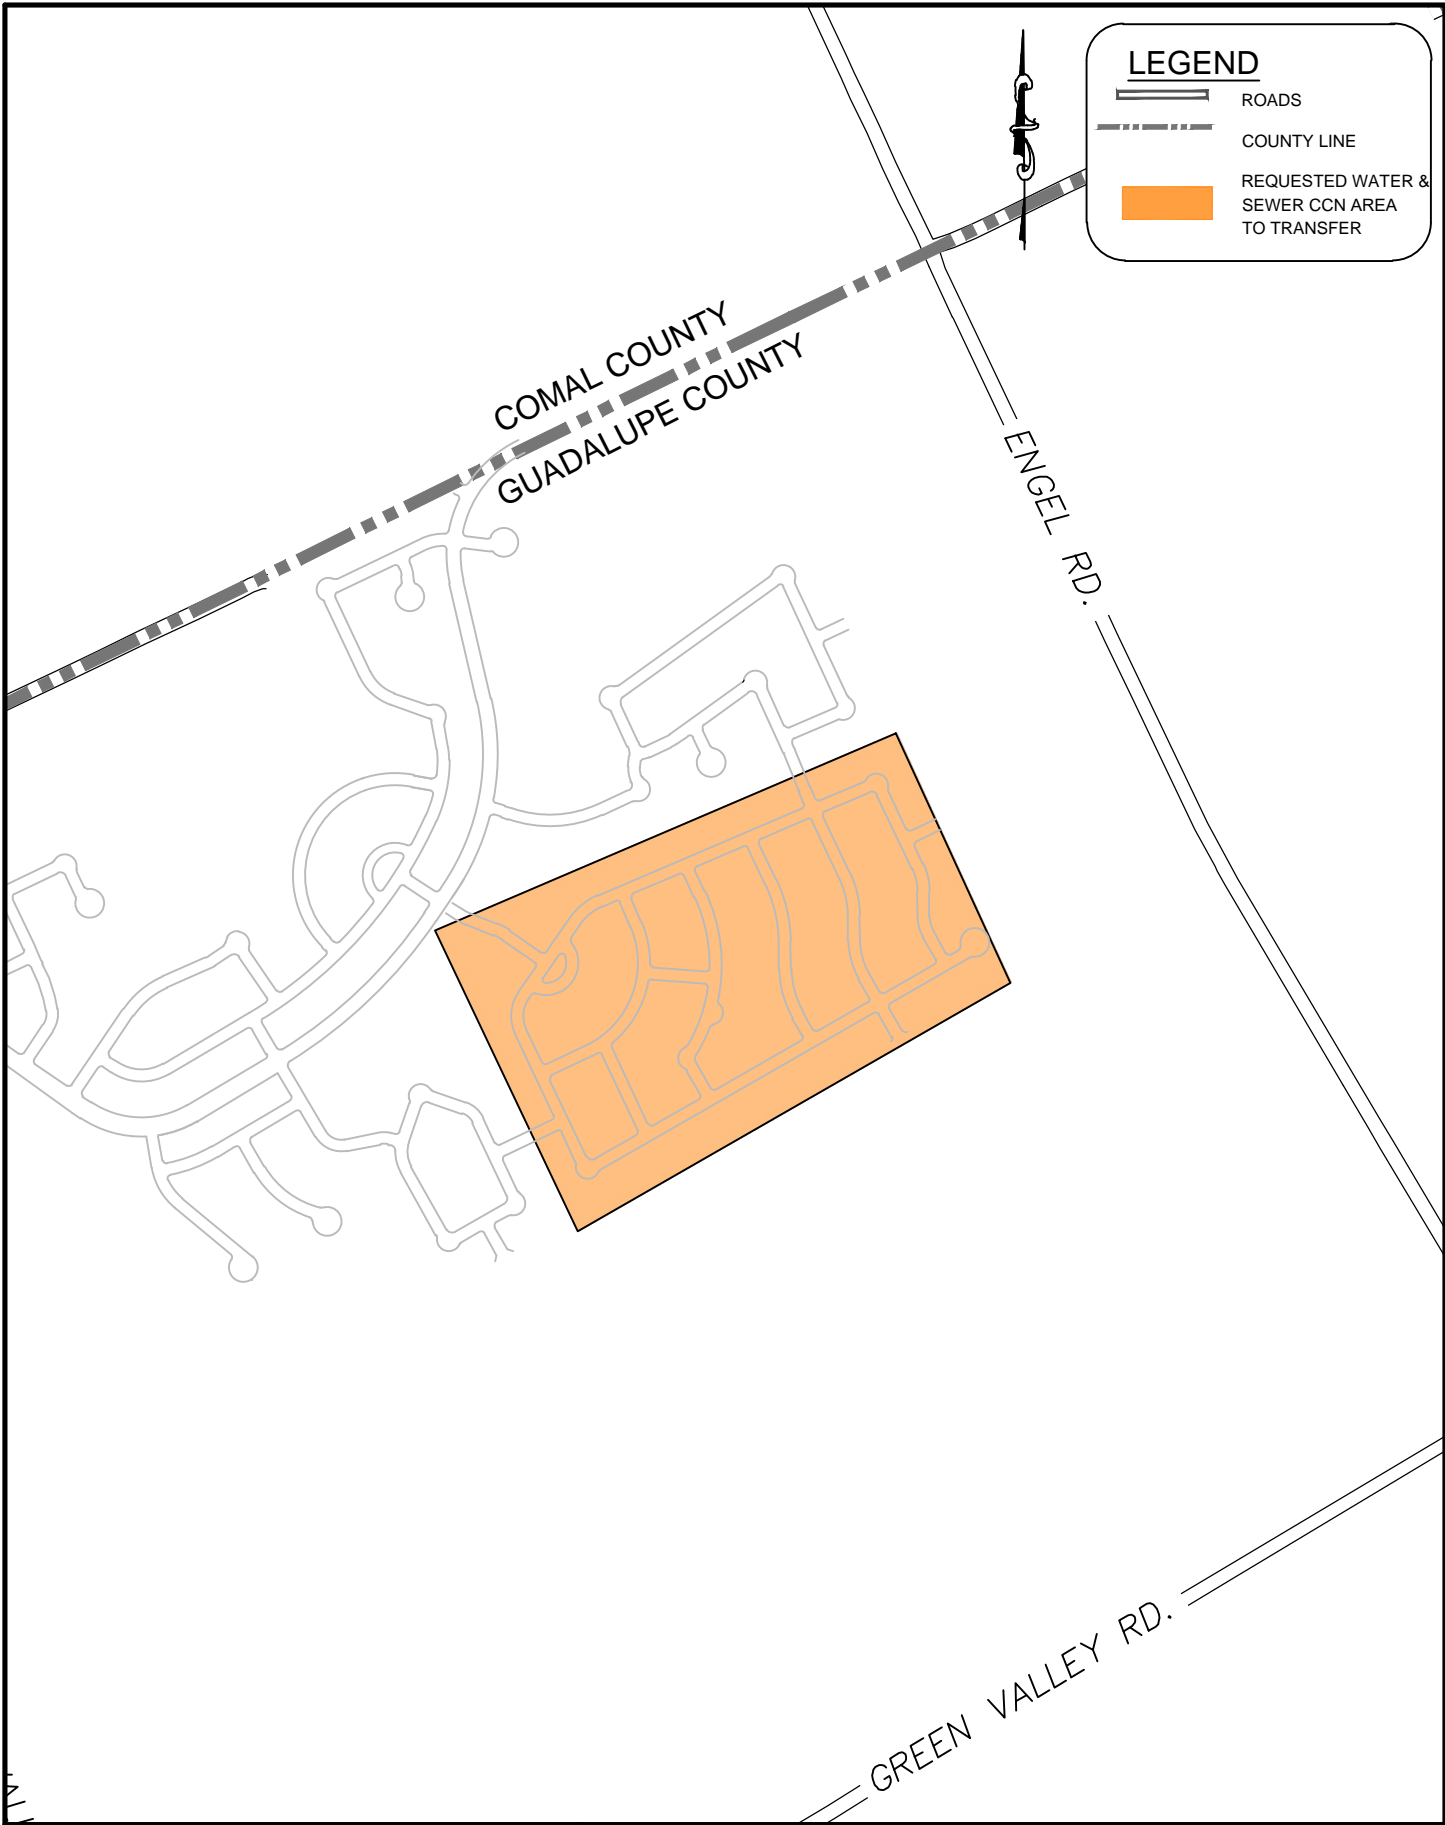 LEGEND
ROADS
COUNTY LINE
REQUESTED WATER &
SEWER CCN AREA
TO TRANSFER
COMAL COUNTY
GUADALUPE COUNTY
ENGEL RD.
GREEN VALLEY RD.